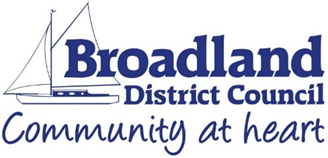 Broadland
District Council
Community at heart